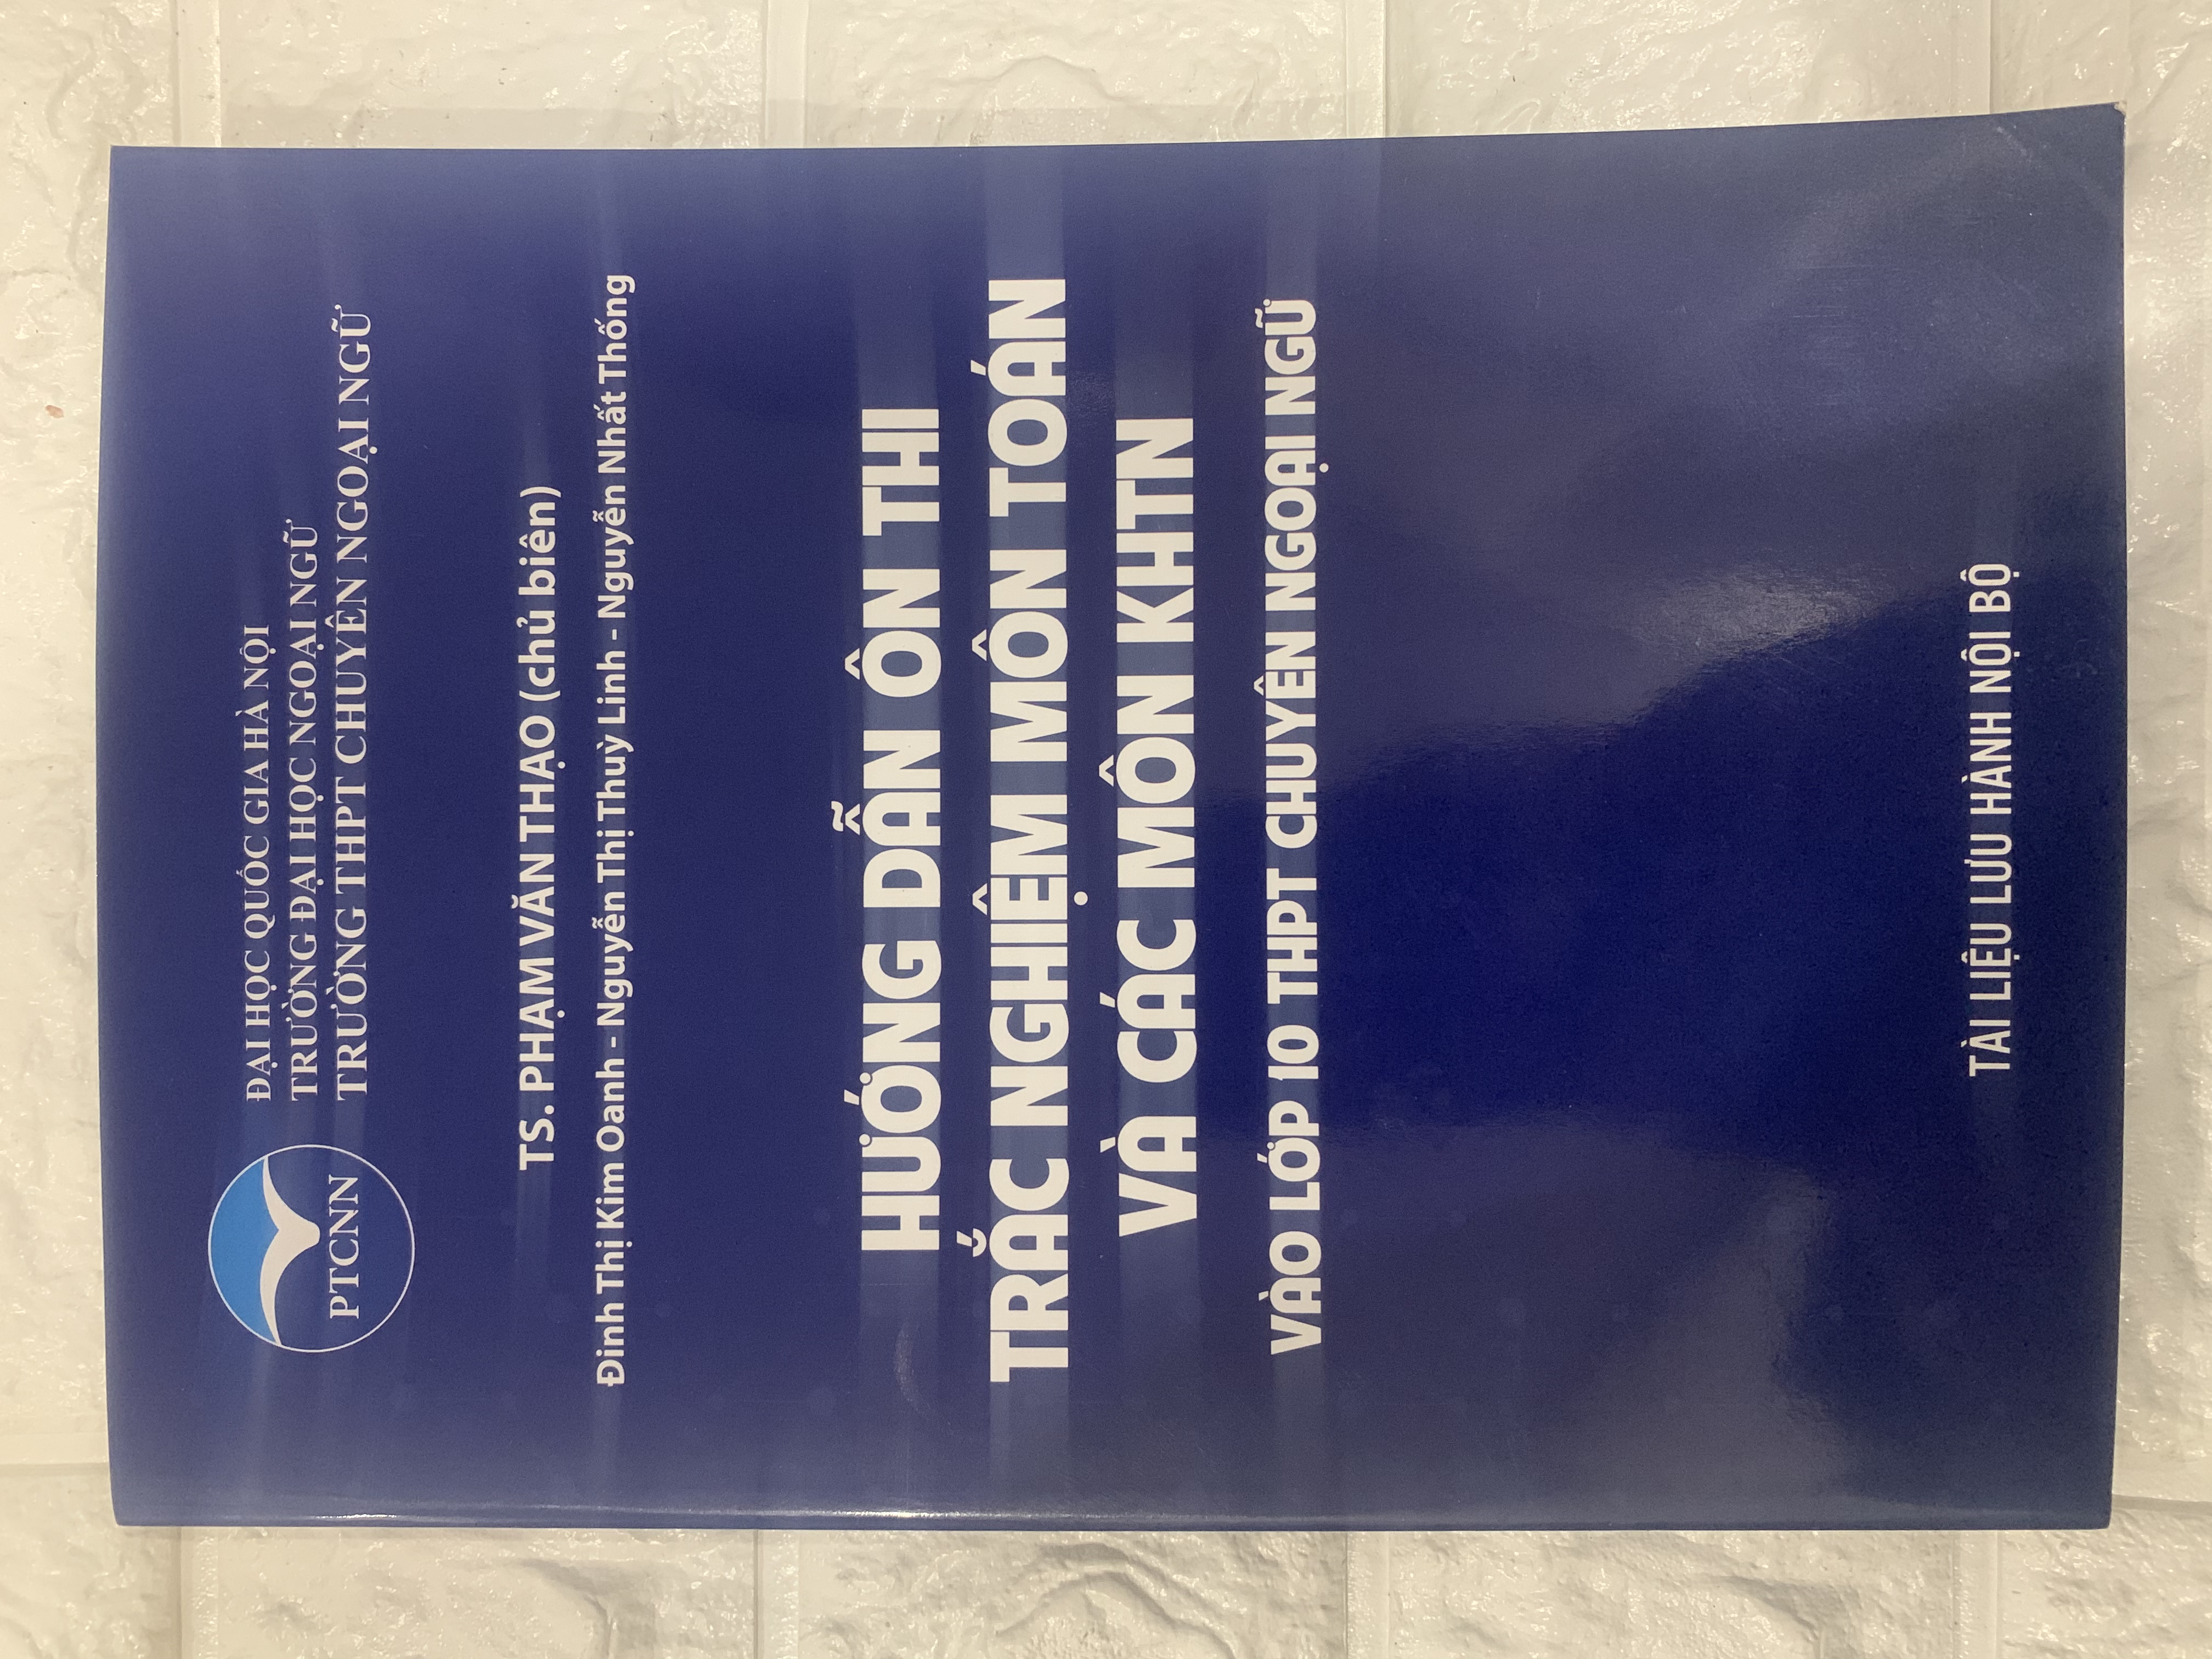 PTCNN
ĐẠI HỌC QUỐC GIA HÀ NỘI
TRƯỜNG ĐẠI HỌC NGOẠI NGỮ
TRƯỜNG THPT CHUYÊN NGOẠI NGỮ
TS. PHẠM VĂN THẠO (chủ biên)
Đinh Thị Kim Oanh - Nguyễn Thị Thuỳ Linh - Nguyễn Nhất Thống
HƯỚNG DẪN ÔN THI
TRẮC NGHIỆM MÔN TOÁN
VÀ CÁC MÔN KHTN
VÀO LỚP 10 THPT CHUYÊN NGOẠI NGỮ
TÀI LIỆU LƯU HÀNH NỘI BỘ